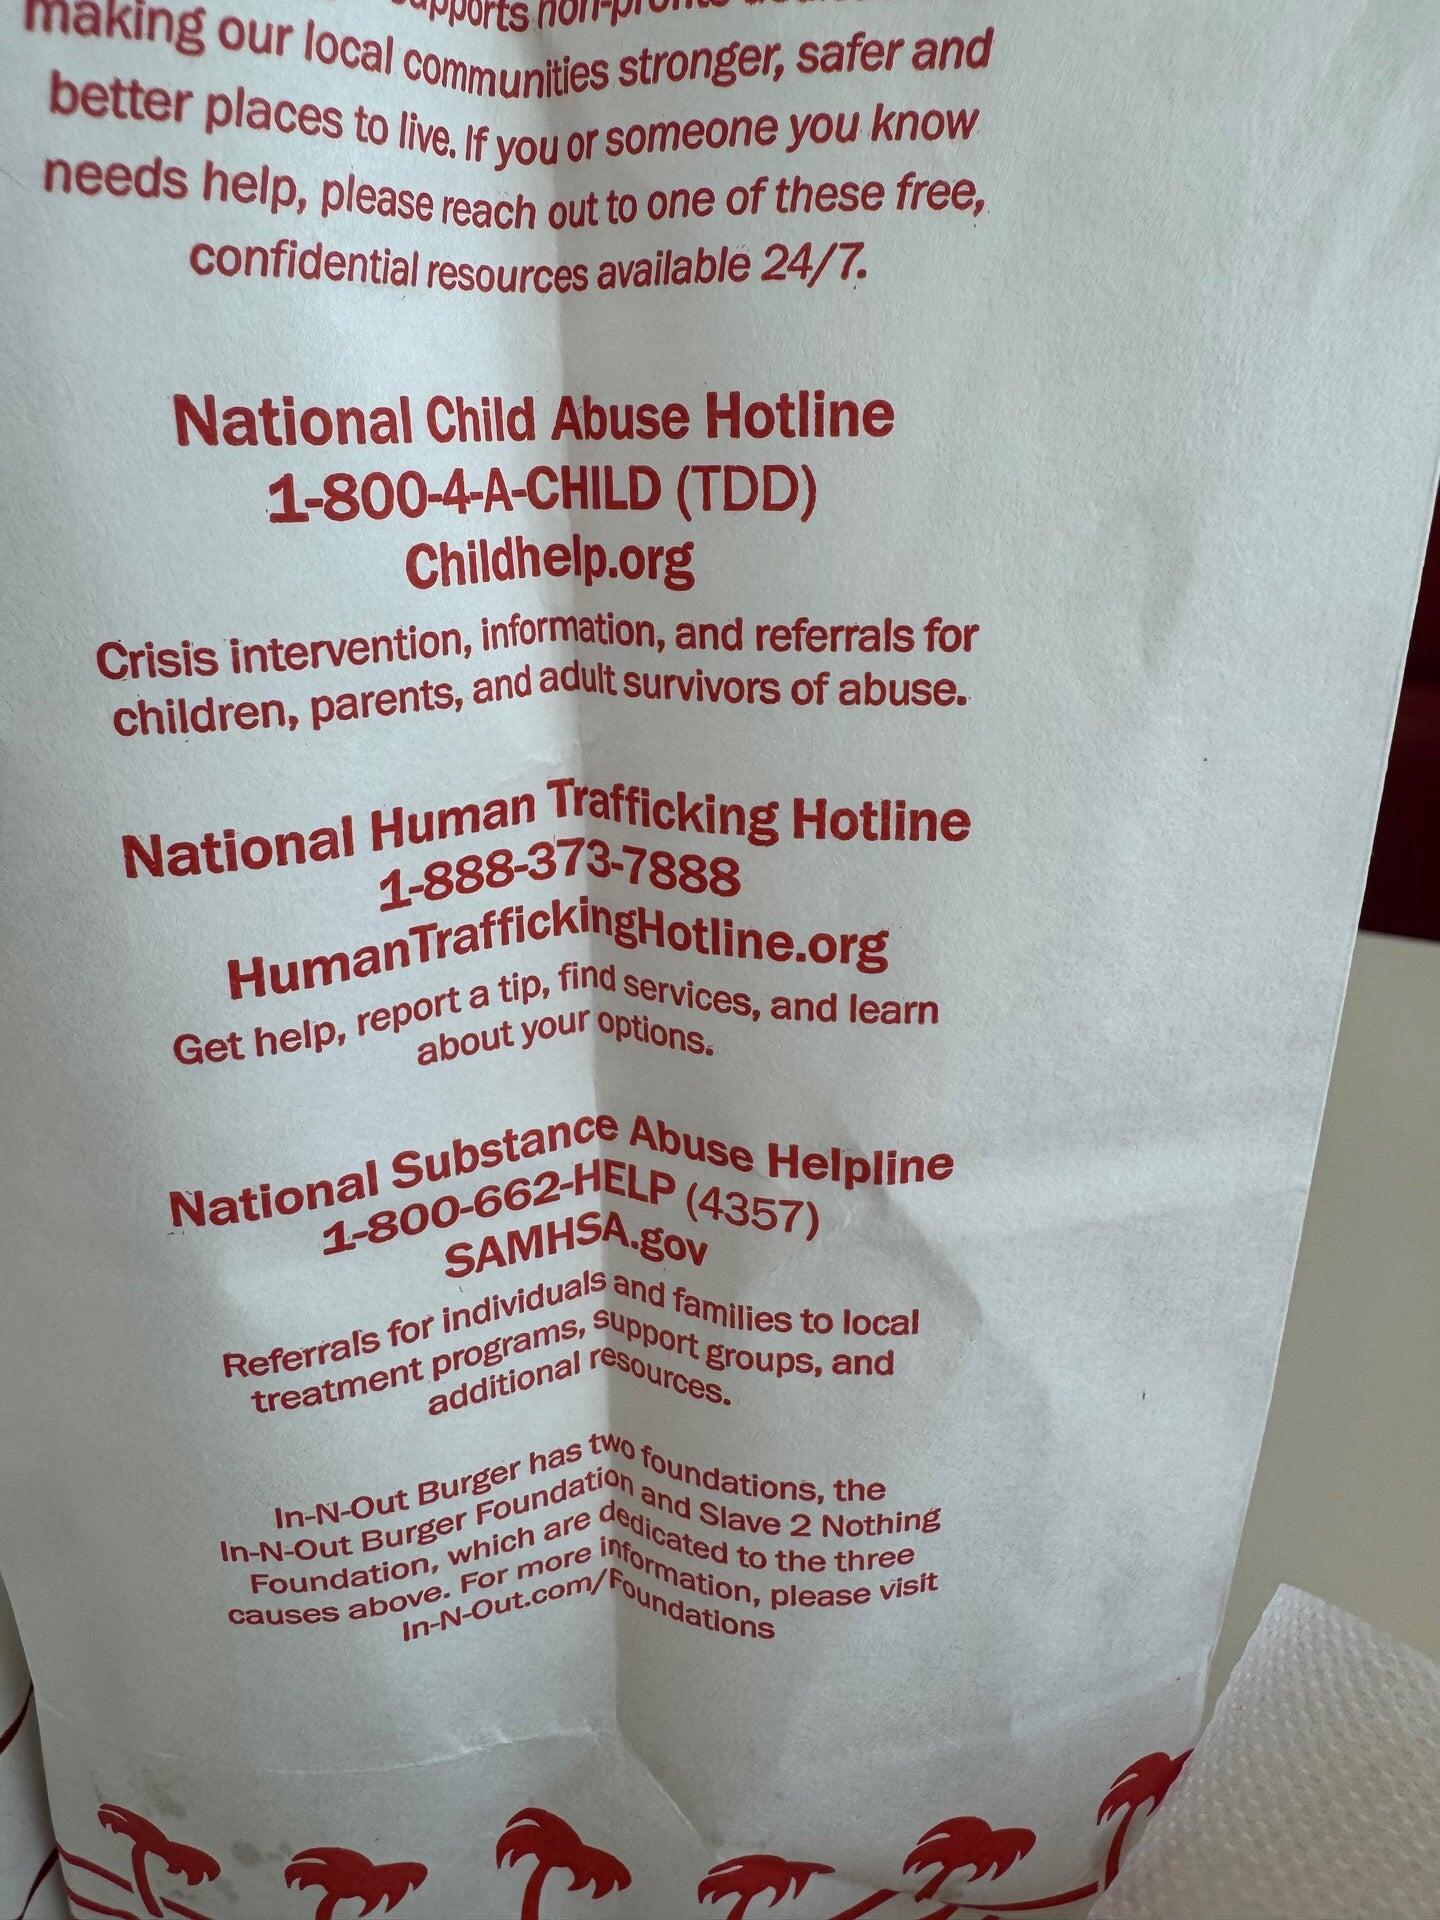 supports non-profits
making our local communities stronger, safer and
better places to live. If you or someone you know
needs help, please reach out to one of these free,
confidential resources available 24/7.
National Child Abuse Hotline
1-800-4-A-CHILD (TDD)
Childhelp.org
Crisis intervention, information, and referrals for
children, parents, and adult survivors of abuse.
National Human Trafficking Hotline
1-888-373-7888
HumanTraffickingHotline.org
Get help, report a tip, find services, and learn
about your options.
National Substance Abuse Helpline
1-800-662-HELP (4357)
SAMHSA.gov
Referrals for individuals and families to local
treatment programs, support groups, and
additional resources.
In-N-Out Burger has two foundations, the
In-N-Out Burger Foundation and Slave 2 Nothing
Foundation, which are dedicated to the three
causes above. For more information, please visit
In-N-Out.com/Foundations